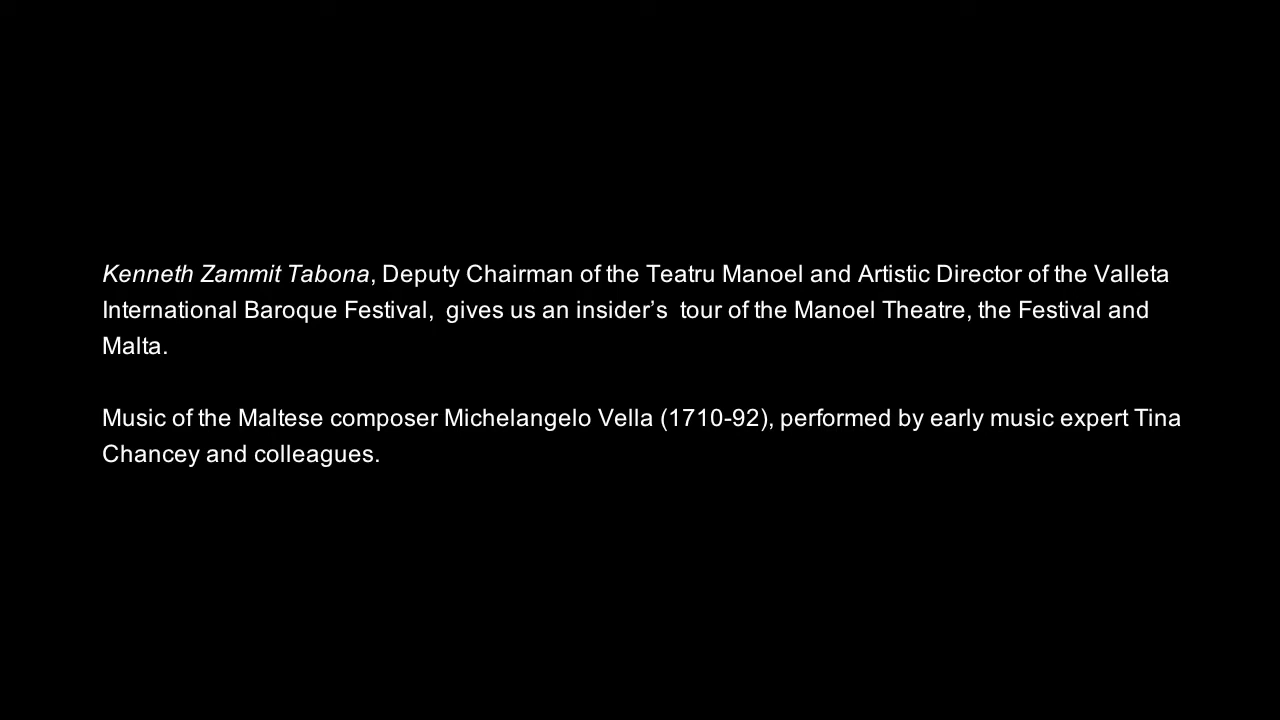 Kenneth Zammit Tabona, Deputy Chairman of the Teatru Manoel and Artistic Director of the Valleta
International Baroque Festival,  gives us an insider’s  tour of the Manoel Theatre, the Festival and
Malta.
Music of the Maltese composer Michelangelo Vella (1710-92), performed by early music expert Tina
Chancey and colleagues.